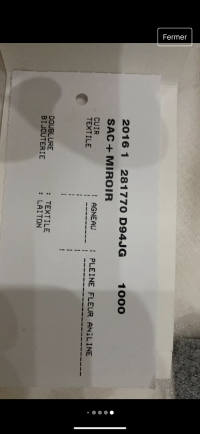 Fermer
2016 1 281770 D94JG 1000
SAC + MIROIR
CUIR : AGNEAU : PLEINE FLEUR ANILINE
TEXTILE : ---------- : ------------------------------
: :
: :
DOUBLURE : TEXTILE
BIJOUTERIE : LAITON